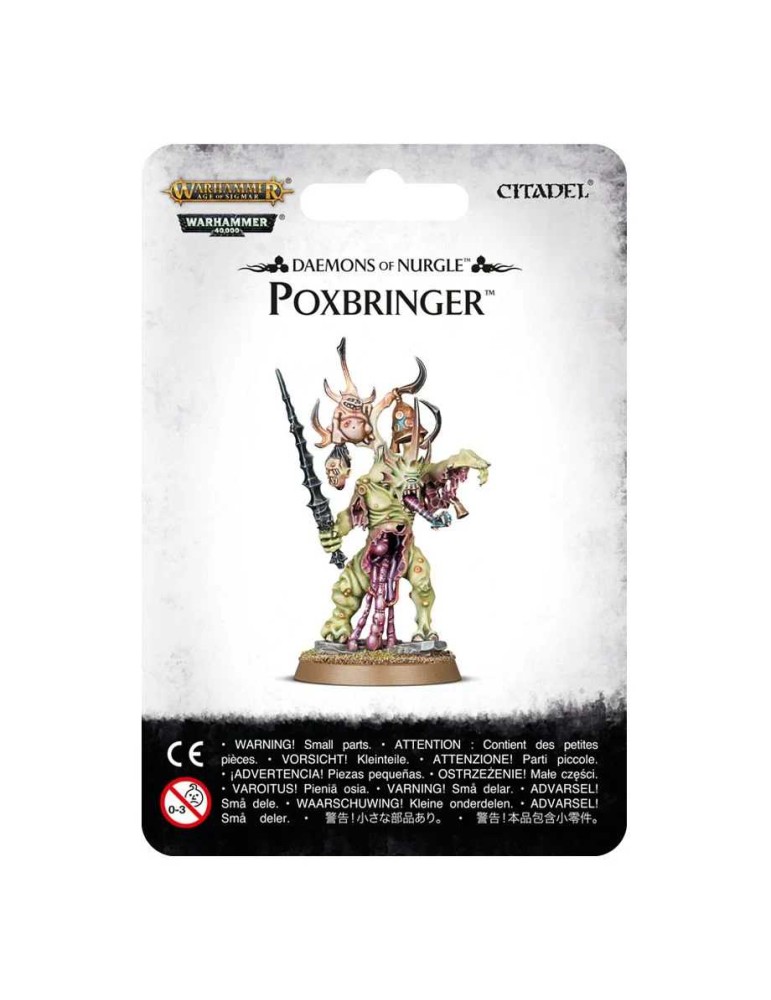 WARHAMMER®
AGE OF SIGMAR
WARHAMMER®
40,000
CITADEL®
DAEMONS OF NURGLE™
POXBRINGER™
CE
0-3
• WARNING! Small parts. • ATTENTION : Contient des petites
pièces. • VORSICHT! Kleinteile. • ATTENZIONE! Parti piccole.
• ¡ADVERTENCIA! Piezas pequeñas. • OSTRZEŻENIE! Małe części.
• VAROITUS! Pieniä osia. • VARNING! Små delar. • ADVARSEL!
Små dele. • WAARSCHUWING! Kleine onderdelen. • ADVARSEL!
Små deler. • 警告!小さな部品あり。 • 警告!本品包含小零件。